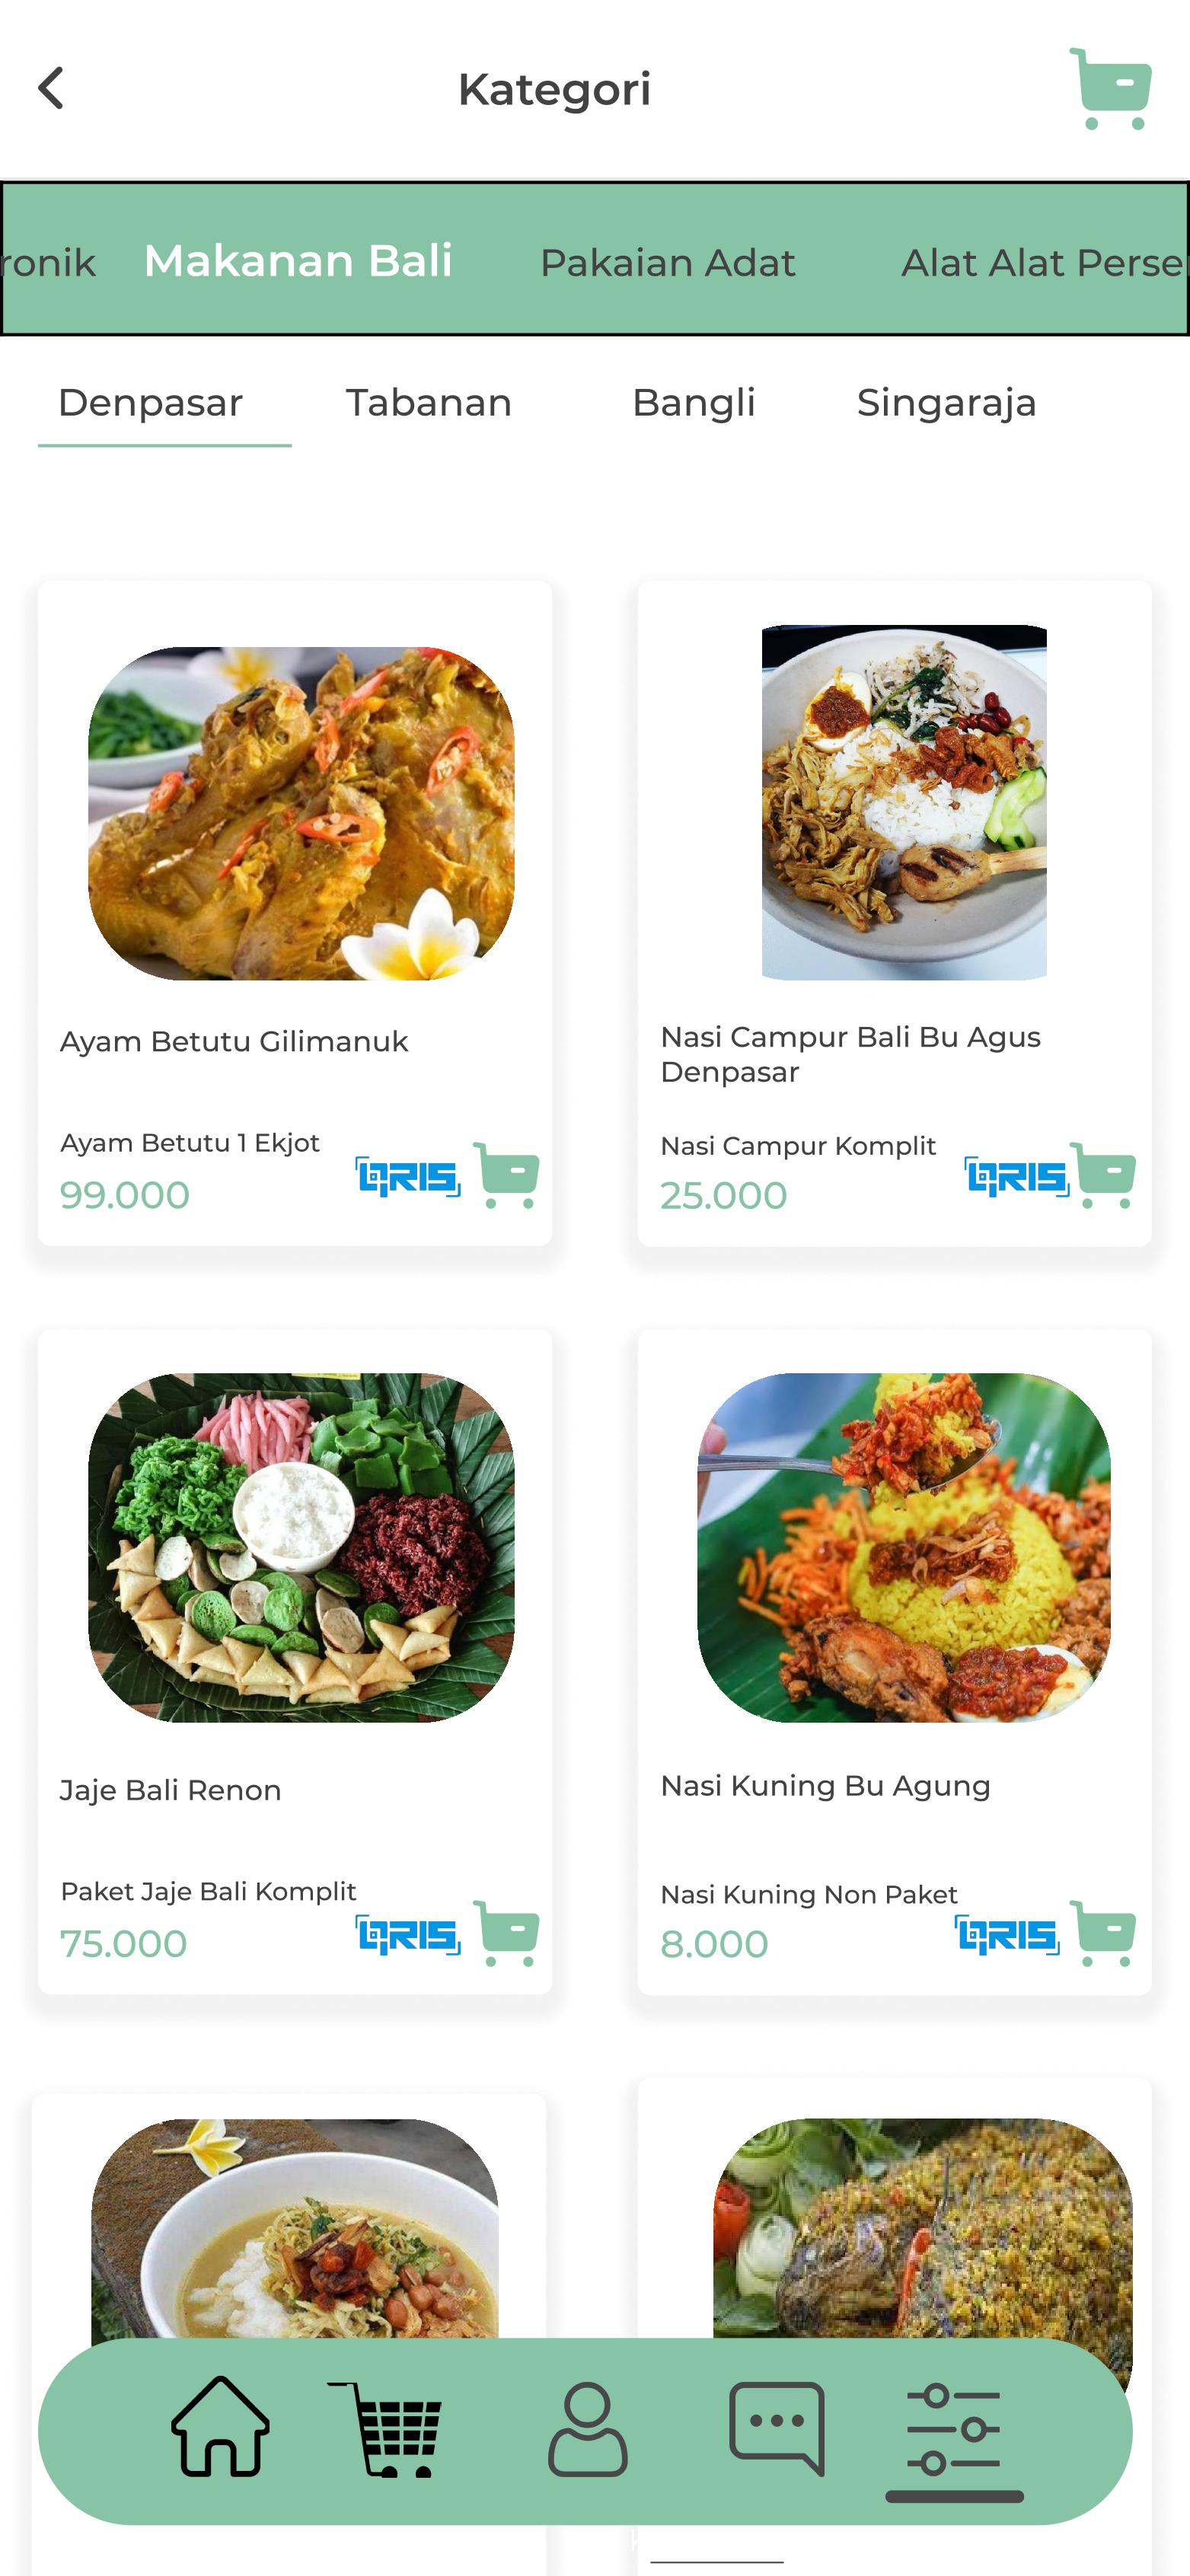 Kategori
ronik Makanan Bali Pakaian Adat Alat Alat Perse
Denpasar Tabanan Bangli Singaraja
Ayam Betutu Gilimanuk
Ayam Betutu 1 Ekjot
99.000 QRIS
Nasi Campur Bali Bu Agus
Denpasar
Nasi Campur Komplit
25.000 QRIS
Jaje Bali Renon
Paket Jaje Bali Komplit
75.000 QRIS
Nasi Kuning Bu Agung
Nasi Kuning Non Paket
8.000 QRIS